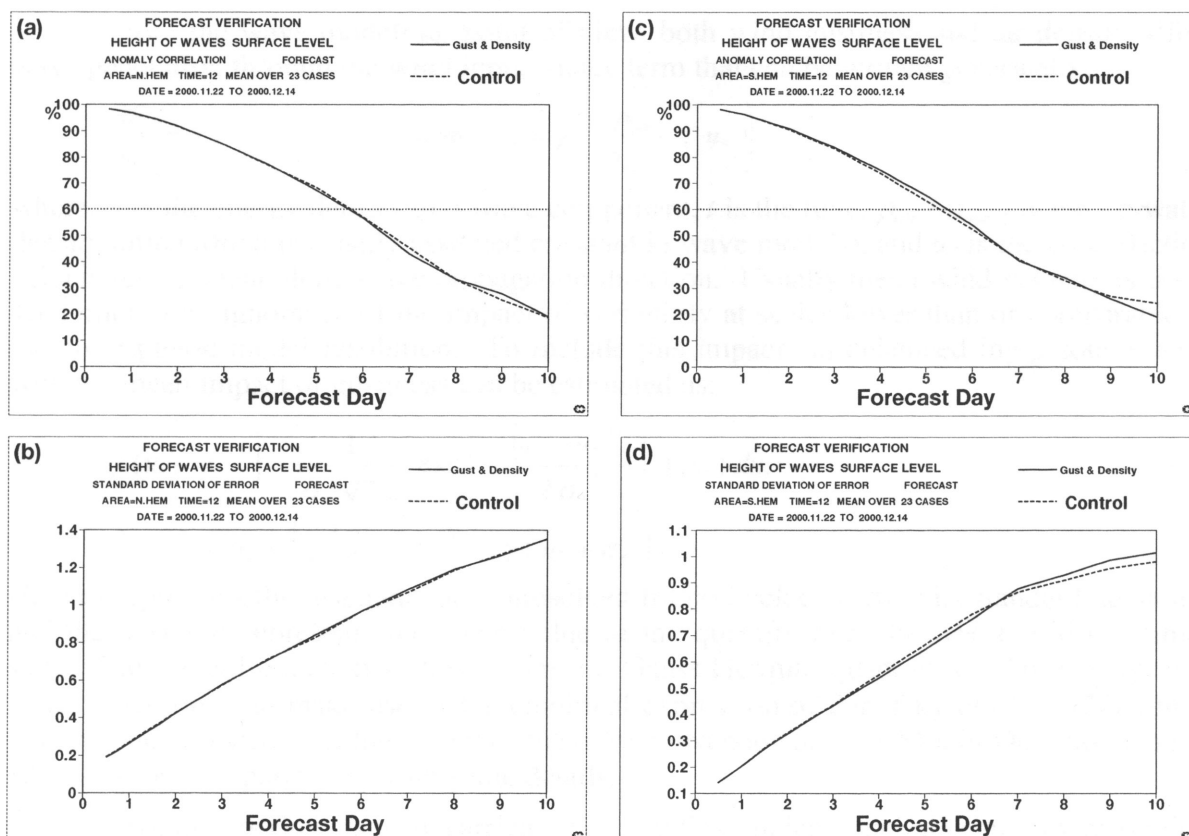 (a)
FORECAST VERIFICATION
HEIGHT OF WAVES SURFACE LEVEL
ANOMALY CORRELATION FORECAST
AREA=N.HEM TIME=12 MEAN OVER 23 CASES
DATE = 2000.11.22 TO 2000.12.14
Gust & Density
Control
%
100
90
80
70
60
50
40
30
20
10
0
0 1 2 3 4 5 6 7 8 9 10
Forecast Day
(c)
FORECAST VERIFICATION
HEIGHT OF WAVES SURFACE LEVEL
ANOMALY CORRELATION FORECAST
AREA=S.HEM TIME=12 MEAN OVER 23 CASES
DATE = 2000.11.22 TO 2000.12.14
Gust & Density
Control
%
100
90
80
70
60
50
40
30
20
10
0
0 1 2 3 4 5 6 7 8 9 10
Forecast Day
(b)
FORECAST VERIFICATION
HEIGHT OF WAVES SURFACE LEVEL
STANDARD DEVIATION OF ERROR FORECAST
AREA=N.HEM TIME=12 MEAN OVER 23 CASES
DATE = 2000.11.22 TO 2000.12.14
Gust & Density
Control
1.4
1.2
1
0.8
0.6
0.4
0.2
0
0 1 2 3 4 5 6 7 8 9 10
Forecast Day
(d)
FORECAST VERIFICATION
HEIGHT OF WAVES SURFACE LEVEL
STANDARD DEVIATION OF ERROR FORECAST
AREA=S.HEM TIME=12 MEAN OVER 23 CASES
DATE = 2000.11.22 TO 2000.12.14
Gust & Density
Control
1.1
1
0.9
0.8
0.7
0.6
0.5
0.4
0.3
0.2
0.1
0 1 2 3 4 5 6 7 8 9 10
Forecast Day